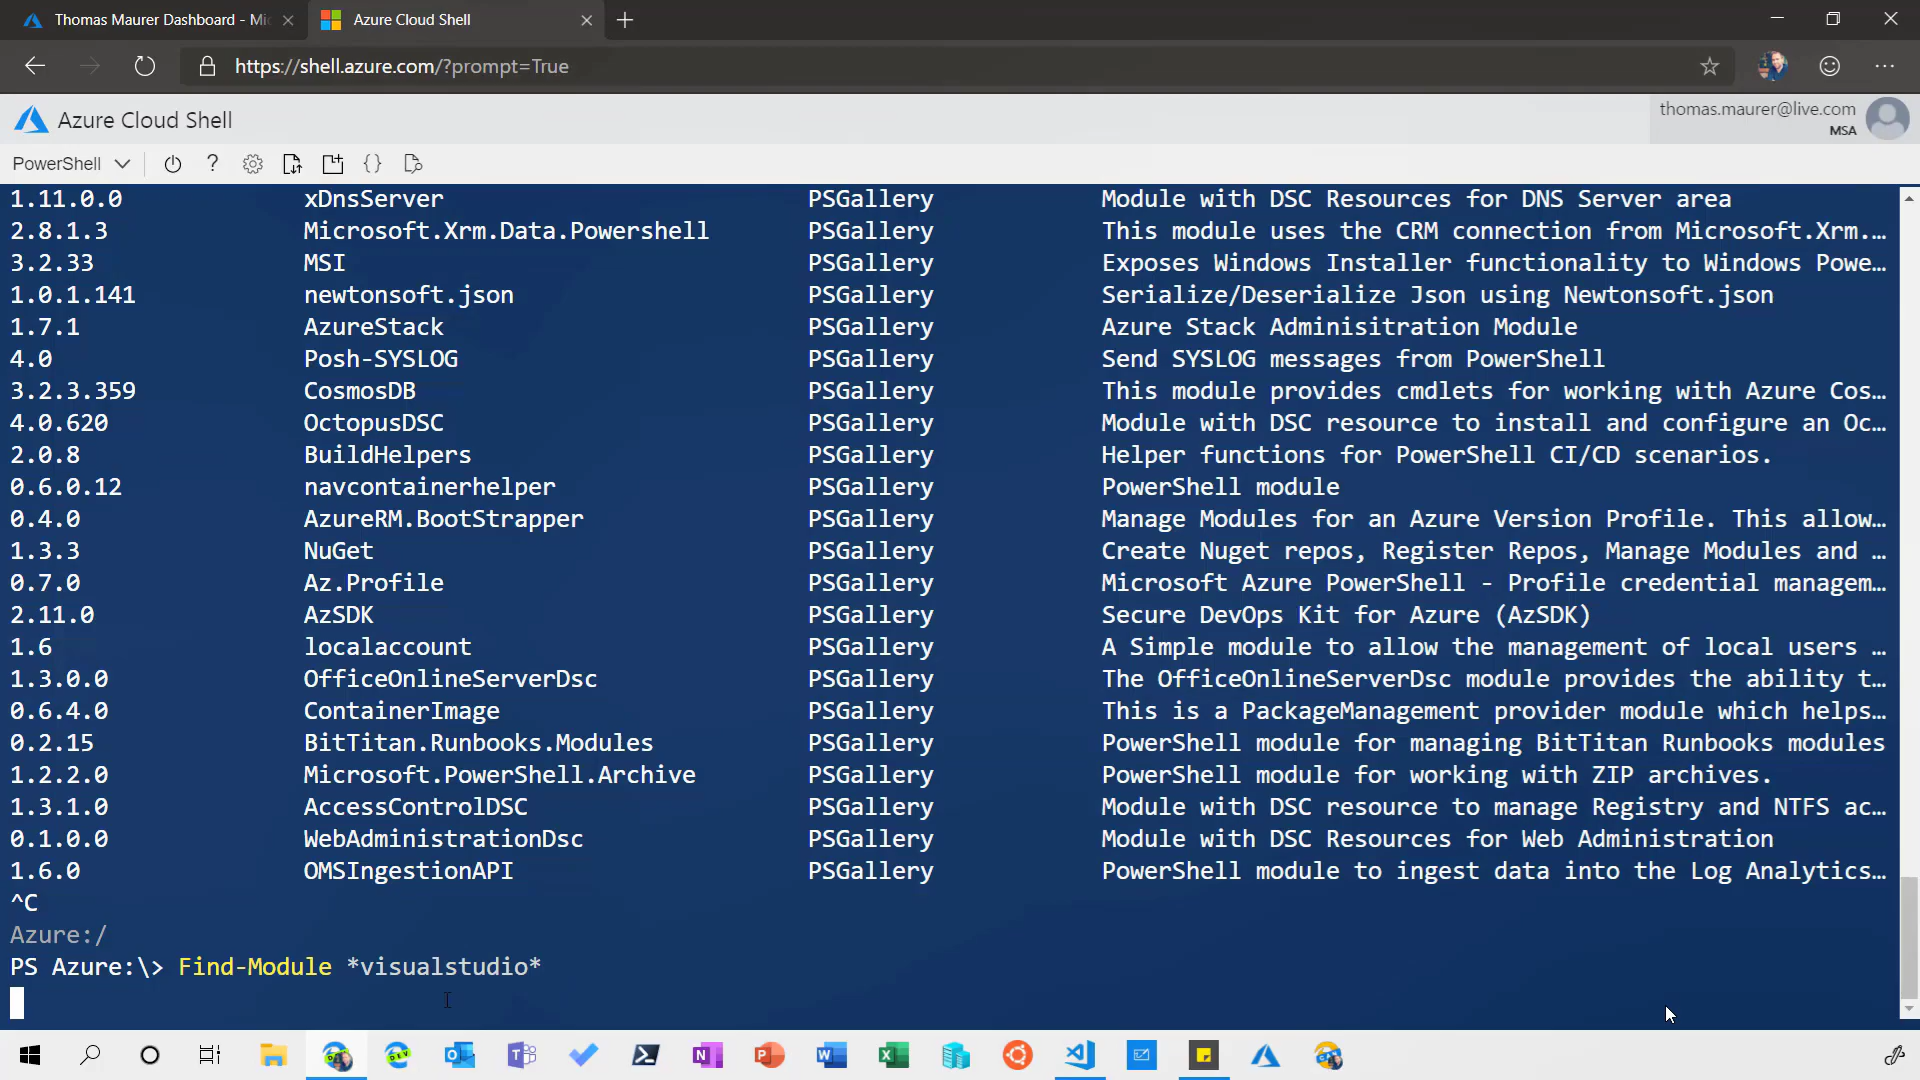 Thomas Maurer Dashboard - Mi
Azure Cloud Shell
https://shell.azure.com/?prompt=True
Azure Cloud Shell
thomas.maurer@live.com
MSA
PowerShell
1.11.0.0 xDnsServer PSGallery Module with DSC Resources for DNS Server area
2.8.1.3 Microsoft.Xrm.Data.Powershell PSGallery This module uses the CRM connection from Microsoft.Xrm.…
3.2.33 MSI PSGallery Exposes Windows Installer functionality to Windows Powe…
1.0.1.141 newtonsoft.json PSGallery Serialize/Deserialize Json using Newtonsoft.json
1.7.1 AzureStack PSGallery Azure Stack Adminisitration Module
4.0 Posh-SYSLOG PSGallery Send SYSLOG messages from PowerShell
3.2.3.359 CosmosDB PSGallery This module provides cmdlets for working with Azure Cos…
4.0.620 OctopusDSC PSGallery Module with DSC resource to install and configure an Oc…
2.0.8 BuildHelpers PSGallery Helper functions for PowerShell CI/CD scenarios.
0.6.0.12 navcontainerhelper PSGallery PowerShell module
0.4.0 AzureRM.BootStrapper PSGallery Manage Modules for an Azure Version Profile. This allow…
1.3.3 NuGet PSGallery Create Nuget repos, Register Repos, Manage Modules and …
0.7.0 Az.Profile PSGallery Microsoft Azure PowerShell - Profile credential managem…
2.11.0 AzSDK PSGallery Secure DevOps Kit for Azure (AzSDK)
1.6 localaccount PSGallery A Simple module to allow the management of local users …
1.3.0.0 OfficeOnlineServerDsc PSGallery The OfficeOnlineServerDsc module provides the ability t…
0.6.4.0 ContainerImage PSGallery This is a PackageManagement provider module which helps…
0.2.15 BitTitan.Runbooks.Modules PSGallery PowerShell module for managing BitTitan Runbooks modules
1.2.2.0 Microsoft.PowerShell.Archive PSGallery PowerShell module for working with ZIP archives.
1.3.1.0 AccessControlDSC PSGallery Module with DSC resource to manage Registry and NTFS ac…
0.1.0.0 WebAdministrationDsc PSGallery Module with DSC Resources for Web Administration
1.6.0 OMSIngestionAPI PSGallery PowerShell module to ingest data into the Log Analytics…
^C
Azure:/
PS Azure:\> Find-Module *visualstudio*